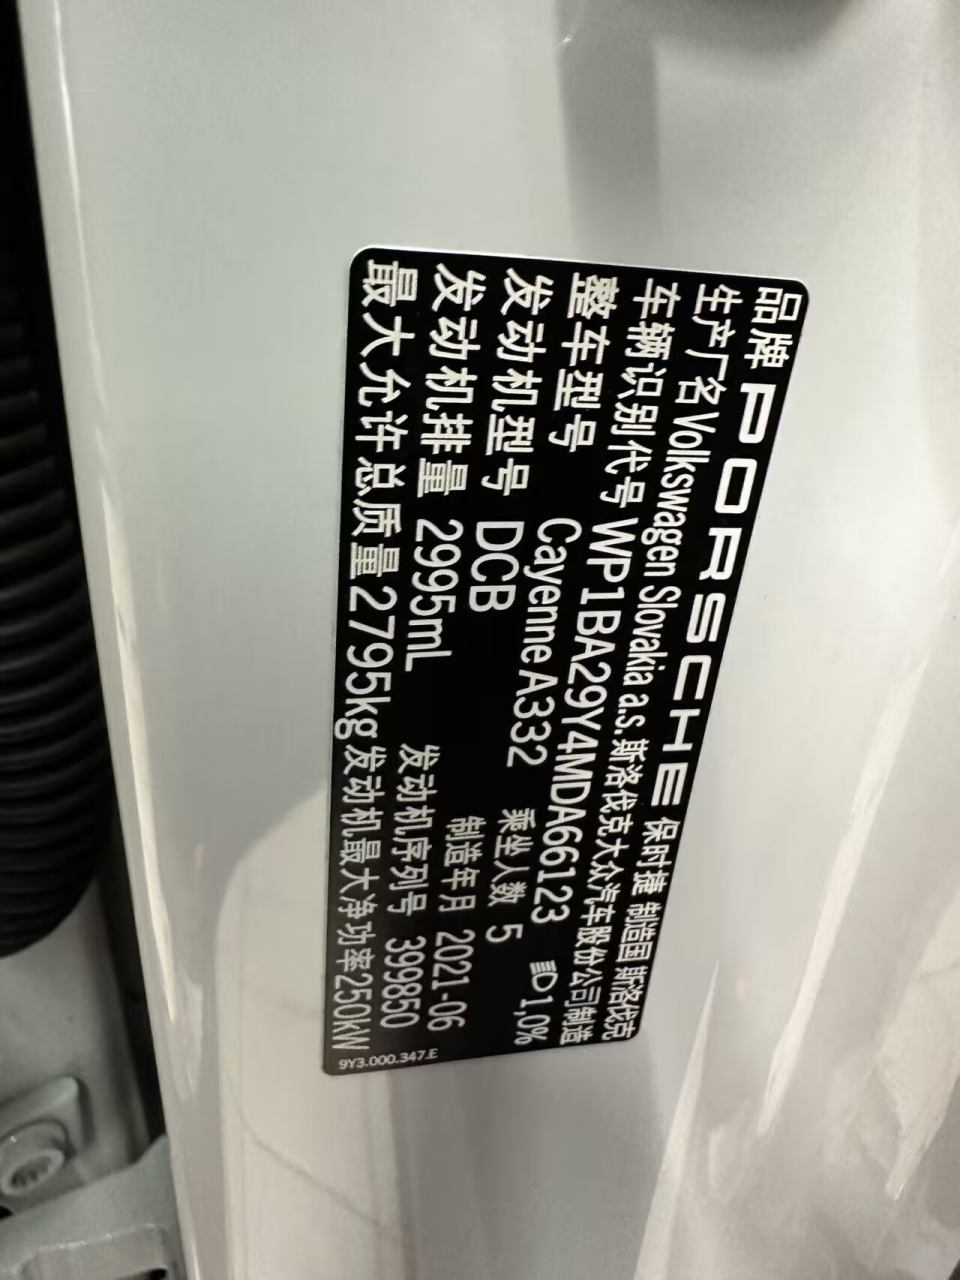 品牌 PORSCHE 保时捷 制造国 斯洛伐克
生产厂名 Volkswagen Slovakia a.s. 斯洛伐克大众汽车股份公司制造
车辆识别代号 WP1BA29Y4MDA66123
整车型号 Cayenne A332 D 1,0%
发动机型号 DCB 乘坐人数 5
发动机排量 2995mL 制造年月 2021-06
发动机序列号 399850
最大允许总质量 2795kg 发动机最大净功率 250kW
9Y3.000.347.E